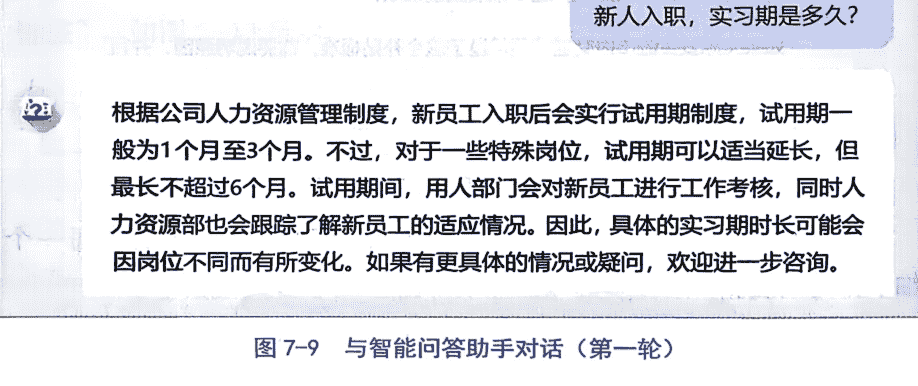 新人入职，实习期是多久？
根据公司人力资源管理制度，新员工入职后会实行试用期制度，试用期一
般为1个月至3个月。不过，对于一些特殊岗位，试用期可以适当延长，但
最长不超过6个月。试用期间，用人部门会对新员工进行工作考核，同时人
力资源部也会跟踪了解新员工的适应情况。因此，具体的实习期时长可能会
因岗位不同而有所变化。如果有更具体的情况或疑问，欢迎进一步咨询。
图 7-9 与智能问答助手对话（第一轮）